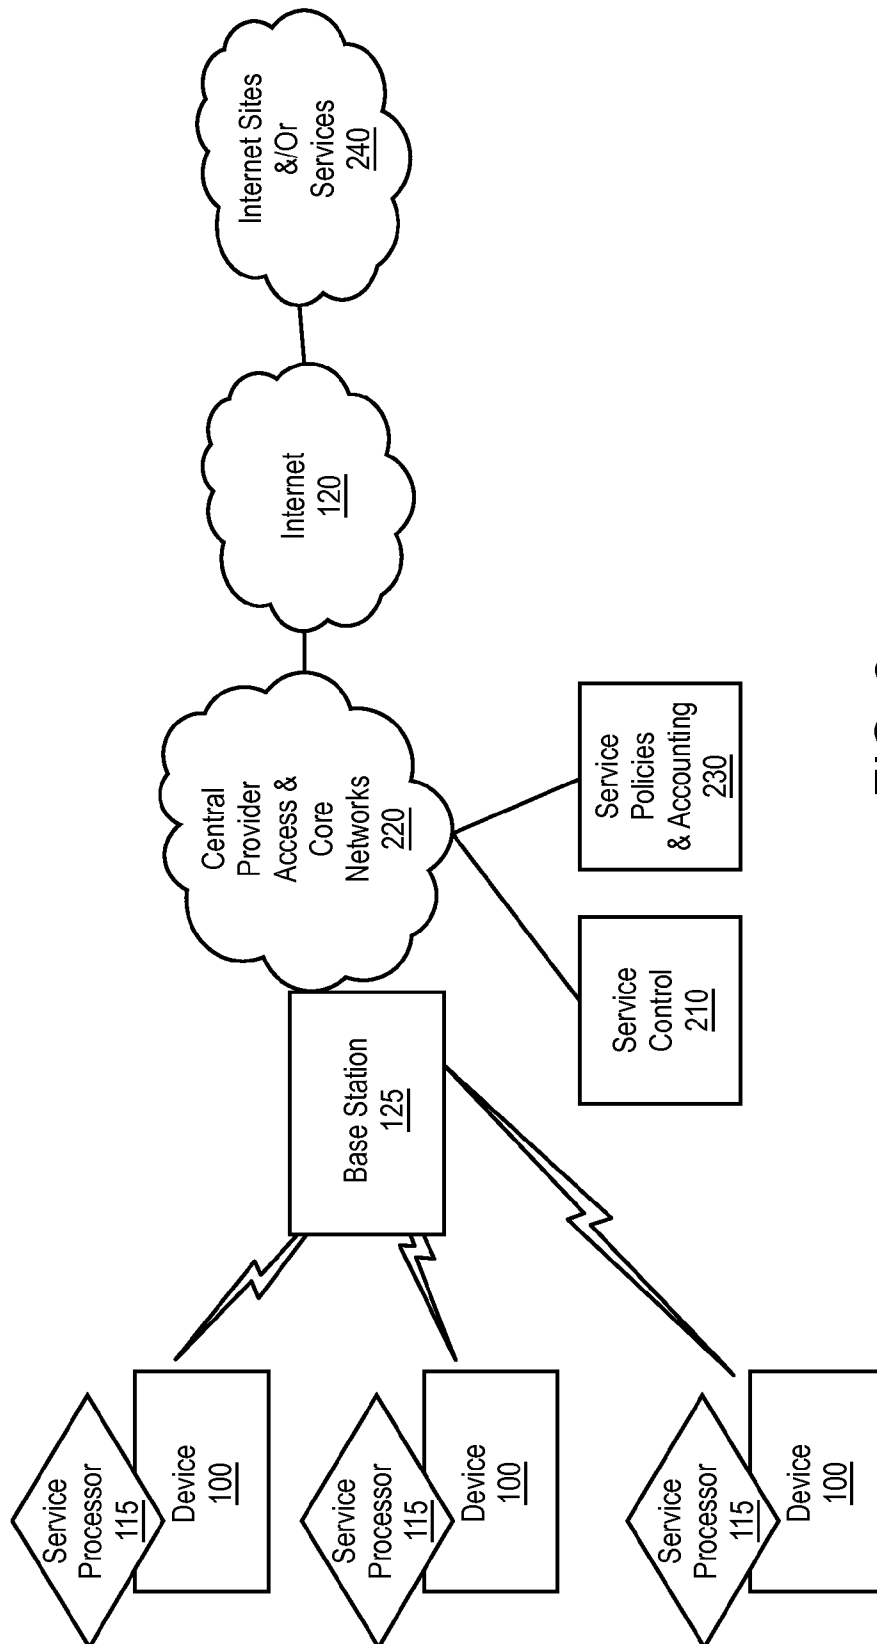 Service
Processor
115
Device
100
Service
Processor
115
Device
100
Service
Processor
115
Device
100
Base Station
125
Central
Provider
Access &
Core
Networks
220
Internet
120
Internet Sites
&/Or
Services
240
Service
Control
210
Service
Policies
& Accounting
230